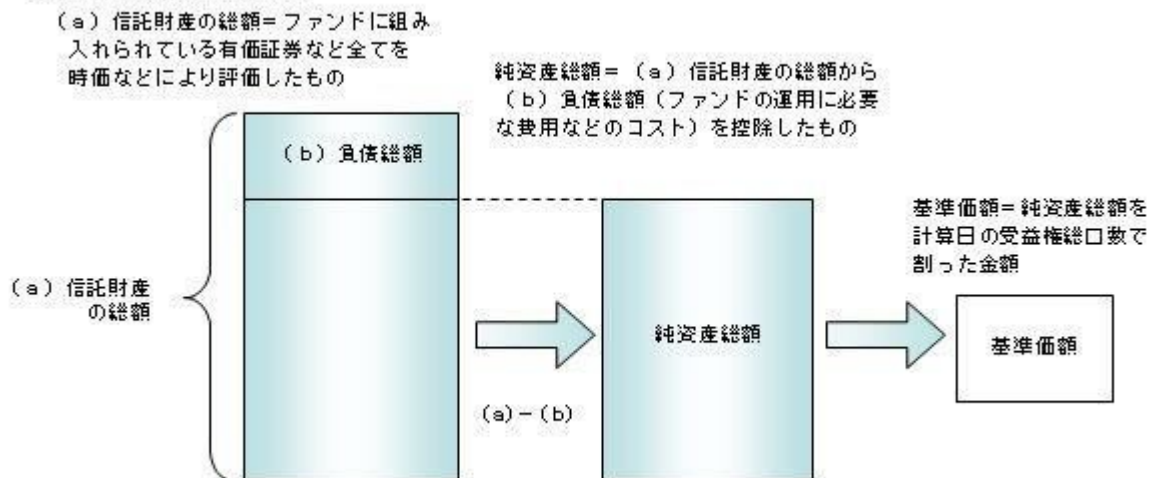 (a)信託財産の総額=ファンドに組み
入れられている有価証券など全てを
時価などにより評価したもの
純資産総額=(a)信託財産の総額から
(b)負債総額(ファンドの運用に必要
な費用などのコスト)を控除したもの
(b)負債総額
基準価額=純資産総額を
計算日の受益権総口数で
割った金額
(a)信託財産
の総額
純資産総額
基準価額
(a)-(b)